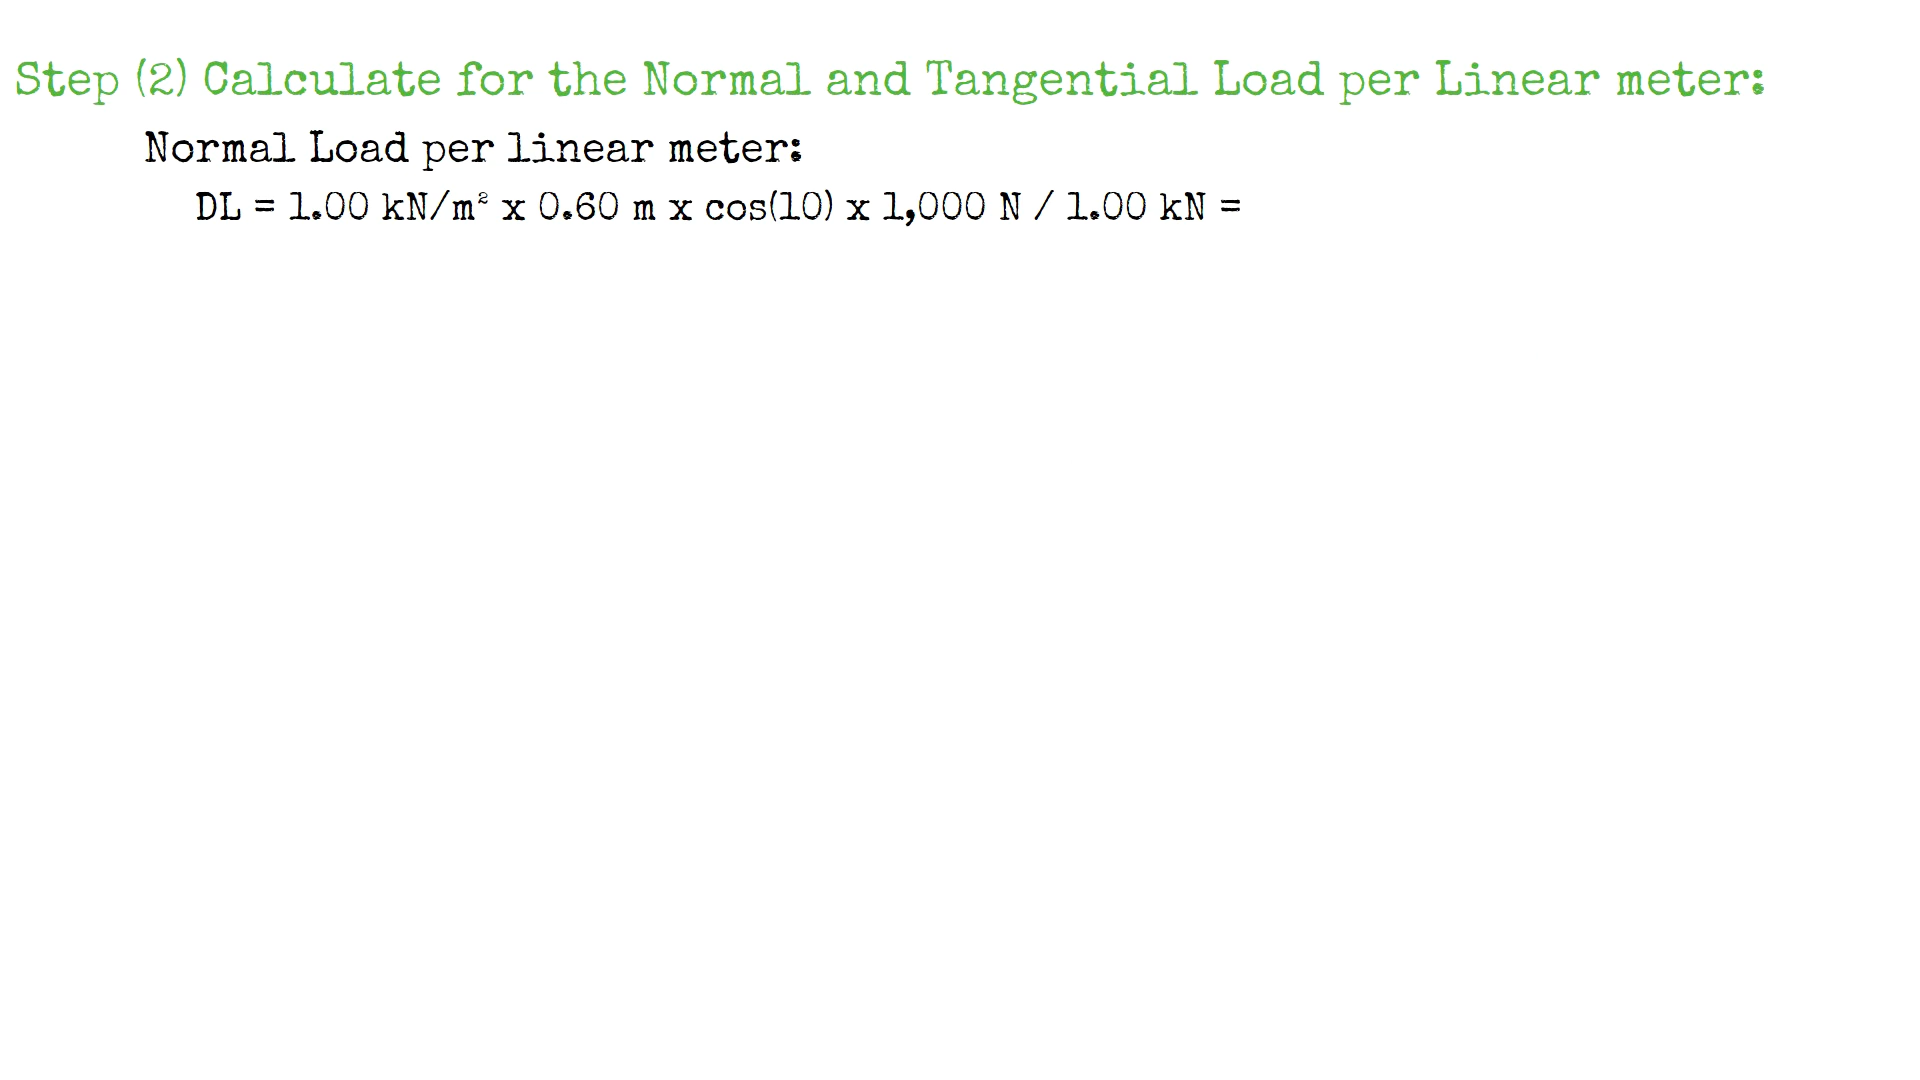 Step (2) Calculate for the Normal and Tangential Load per Linear meter:
Normal Load per linear meter:
DL = 1.00 kN/m² x 0.60 m x cos(10) x 1,000 N / 1.00 kN =